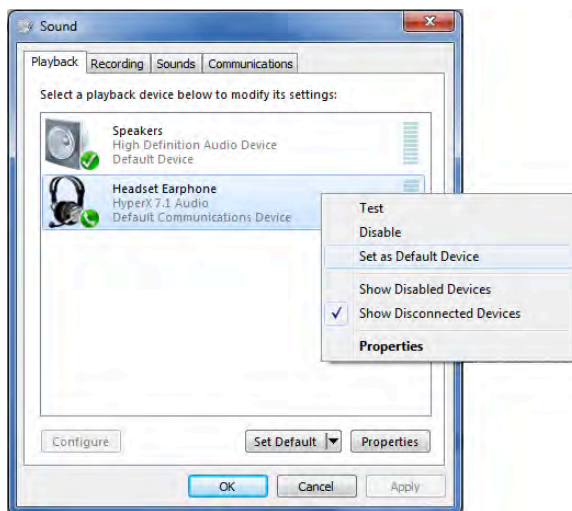 Sound
Playback Recording Sounds Communications
Select a playback device below to modify its settings:
Speakers
High Definition Audio Device
Default Device
Headset Earphone
HyperX 7.1 Audio
Default Communications Device
Test
Disable
Set as Default Device
Show Disabled Devices
Show Disconnected Devices
Properties
Configure Set Default Properties
OK Cancel Apply